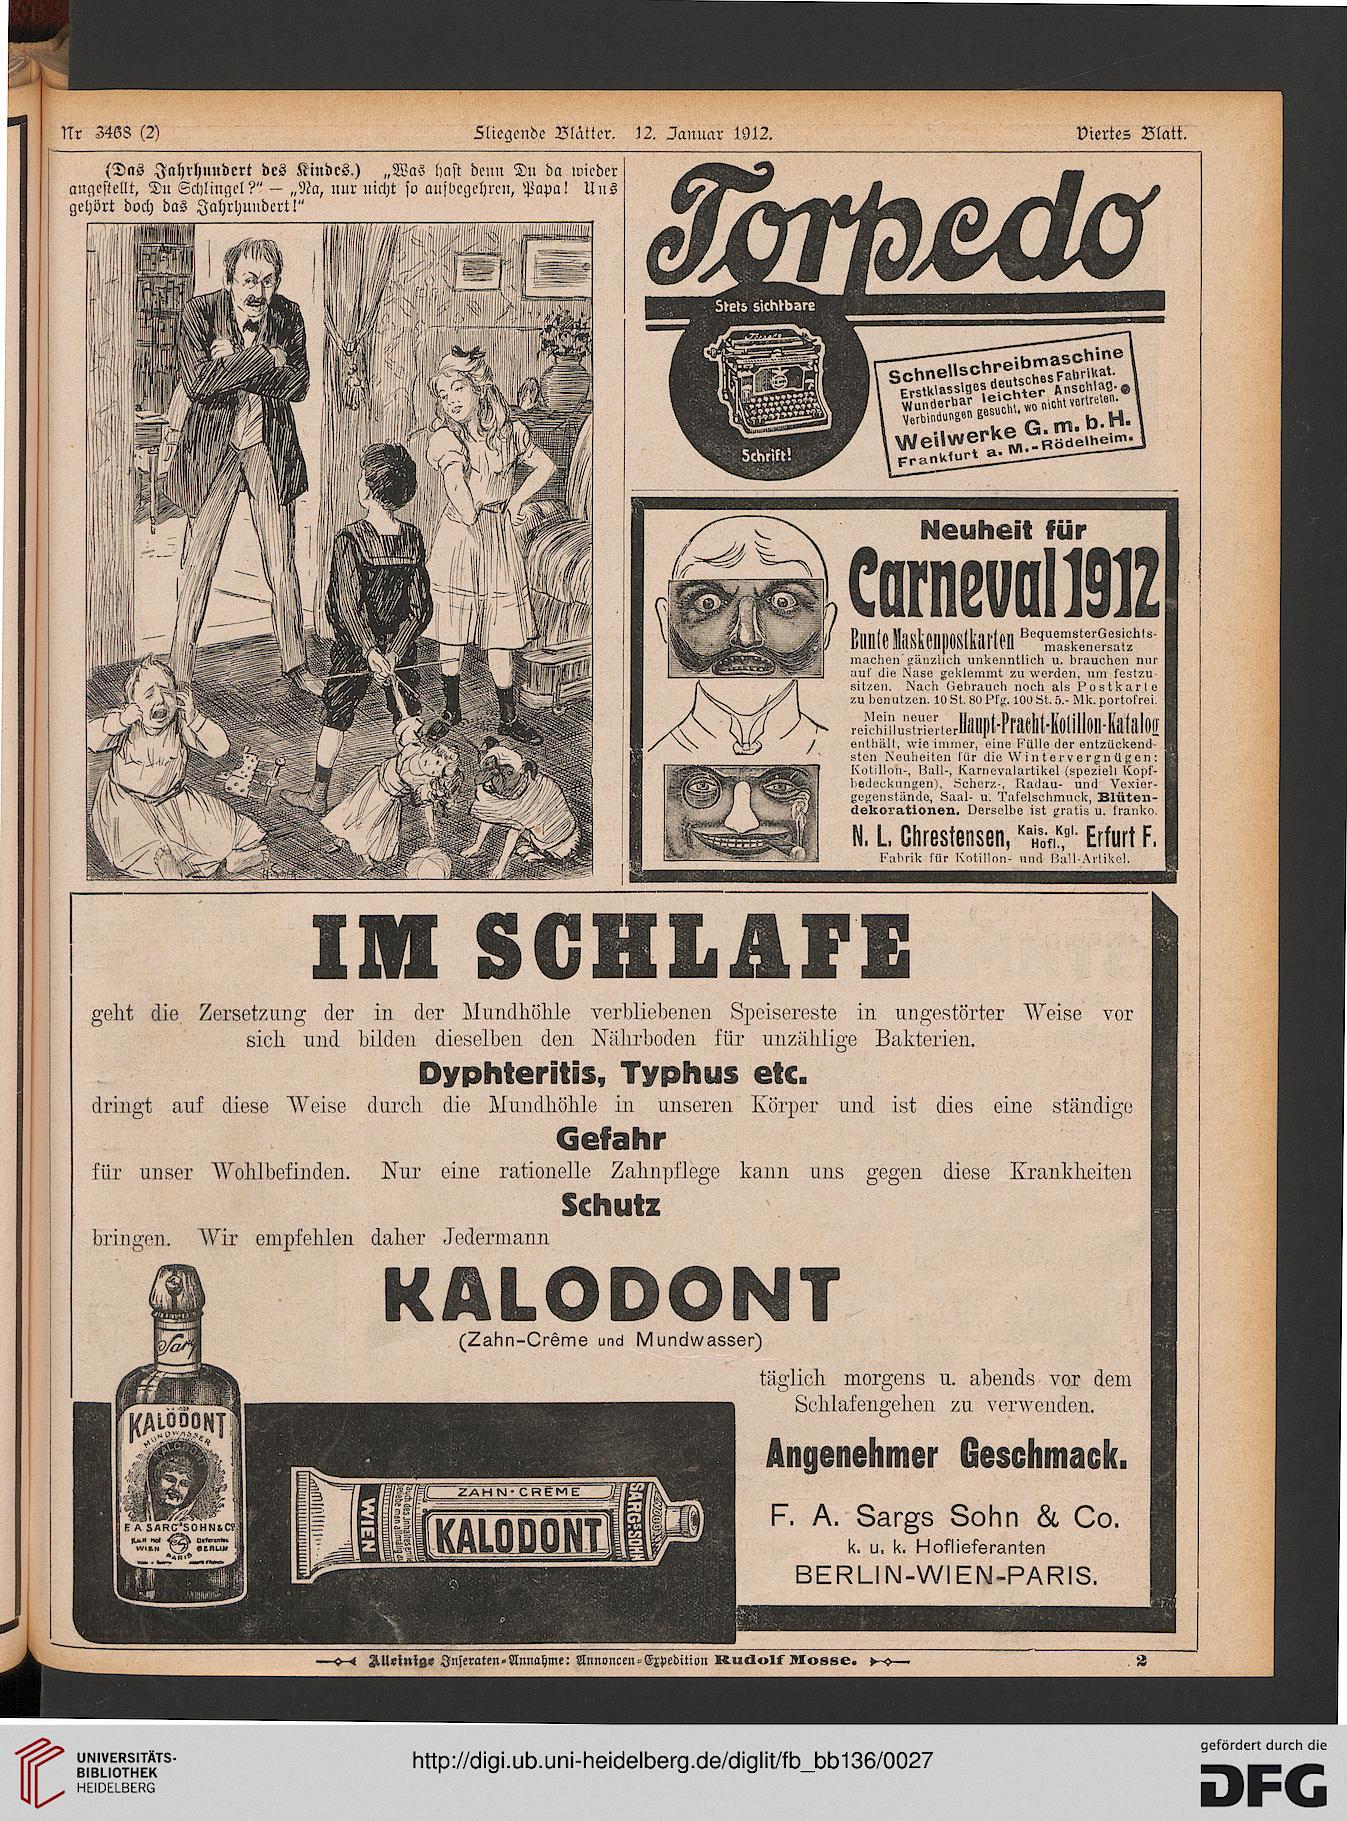 Nr 3468 (2)
Fliegende Blätter. 12. Januar 1912.
Viertes Blatt.
(Das Jahrhundert des Kindes.) „Was hast denn Du da wieder
angestellt, Du Schlingel?" — „Na, nur nicht so aufbegehren, Papa! Uns
gehört doch das Jahrhundert!"
Torpedo
Stets sichtbare
Schrift!
Schnellschreibmaschine
Erstklassiges deutsches Fabrikat.
Wunderbar leichter Anschlag.
Verbindungen gesucht, wo nicht vertreten.
Weilwerke G. m. b. H.
Frankfurt a. M.-Rödelheim.
Neuheit für
Carneval 1912
Bunte Maskenpostkarten Bequemster Gesichts-
maskenersatz
machen gänzlich unkenntlich u. brauchen nur
auf die Nase geklemmt zu werden, um festzu-
sitzen. Nach Gebrauch noch als Postkarte
zu benutzen. 10 St. 80 Pfg. 100 St. 5.- Mk. portofrei.
Mein neuer
reichillustrierter Haupt-Pracht-Kotillon-Katalog
enthält, wie immer, eine Fülle der entzückend-
sten Neuheiten für die Wintervergnügen:
Kotillon-, Ball-, Karnevalartikel (speziell Kopf-
bedeckungen), Scherz-, Radau- und Vexier-
gegenstände, Saal- u. Tafelschmuck, Blüten-
dekorationen. Derselbe ist gratis u. franko.
N. L. Chrestensen, Kais. Kgl. Hofl., Erfurt F.
Fabrik für Kotillon- und Ball-Artikel.
IM SCHLAFE
geht die Zersetzung der in der Mundhöhle verbliebenen Speisereste in ungestörter Weise vor
sich und bilden dieselben den Nährboden für unzählige Bakterien.
Dyphteritis, Typhus etc.
dringt auf diese Weise durch die Mundhöhle in unseren Körper und ist dies eine ständige
Gefahr
für unser Wohlbefinden. Nur eine rationelle Zahnpflege kann uns gegen diese Krankheiten
Schutz
bringen. Wir empfehlen daher Jedermann
KALODONT
(Zahn-Crême und Mundwasser)
täglich morgens u. abends vor dem
Schlafengehen zu verwenden.
Angenehmer Geschmack.
F. A. Sargs Sohn & Co.
k. u. k. Hoflieferanten
BERLIN-WIEN-PARIS.
Sarg
KALODONT
MUNDWASSER
KALODONT
F. A. SARG'S SOHN & Co
WIEN
BERLIN
PARIS
WIEN
ZAHN-CRÊME
KALODONT
SARG'S SOHN
Alleinige Inseraten-Annahme: Annoncen-Expedition Rudolf Mosse.
2
UNIVERSITÄTS-
BIBLIOTHEK
HEIDELBERG
http://digi.ub.uni-heidelberg.de/diglit/fb_bb136/0027
gefördert durch die
DFG